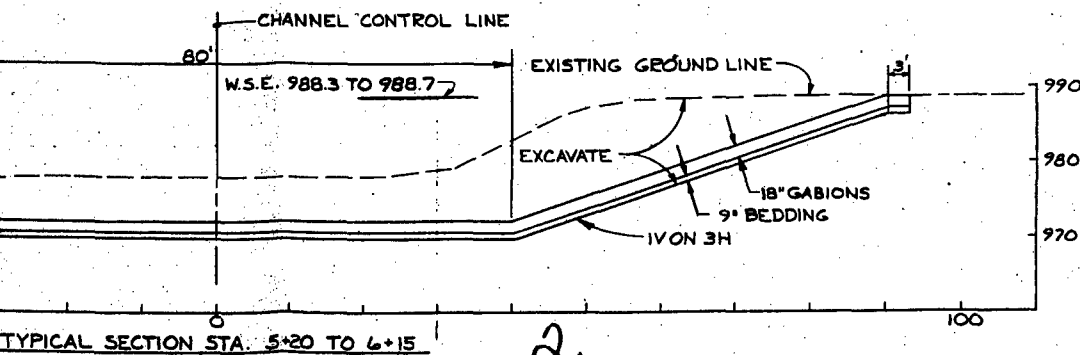 CHANNEL CONTROL LINE
80'
W.S.E. 988.3 TO 988.7
EXISTING GROUND LINE
3'
990
EXCAVATE
980
18" GABIONS
9" BEDDING
1V ON 3H
970
0
100
TYPICAL SECTION STA. 5+20 TO 6+15
2.